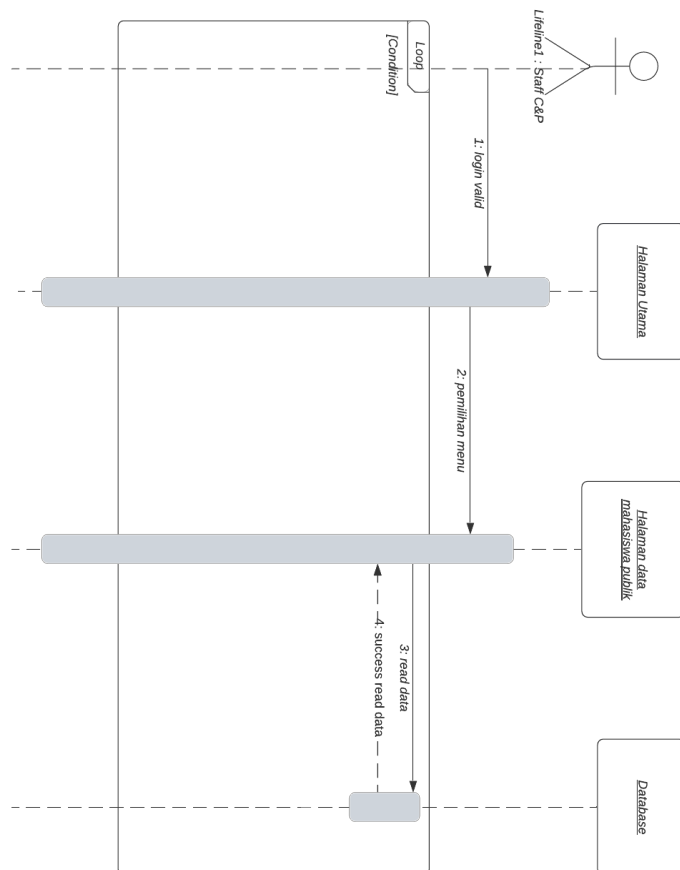 Lifeline1 : Staff C&P
Halaman Utama
Halaman data
mahasiswa publik
Database
Loop
[Condition]
1: login valid
2: pemilihan menu
3: read data
4: success read data